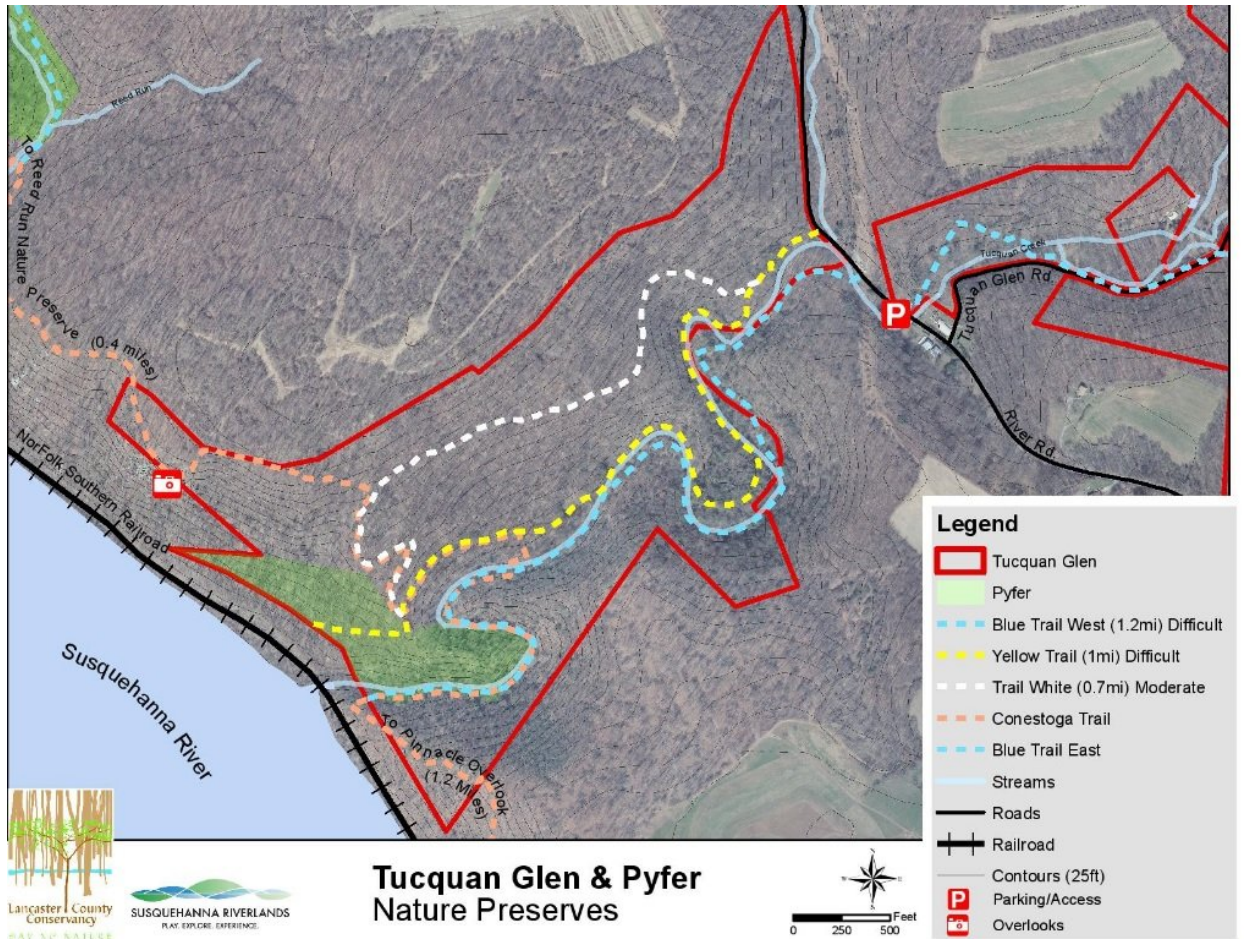 Reed Run
To Reed Run Nature Preserve (0.4 miles)
Tucquan Creek
Tucquan Glen Rd.
P
River Rd.
NorFolk Southern Railroad
Susquehanna River
To Pinnacle Overlook
(1.2 Miles)
Legend
Tucquan Glen
Pyfer
Blue Trail West (1.2mi) Difficult
Yellow Trail (1mi) Difficult
Trail White (0.7mi) Moderate
Conestoga Trail
Blue Trail East
Streams
Roads
Railroad
Contours (25ft)
P Parking/Access
Overlooks
Lancaster County
Conservancy
SUSQUEHANNA RIVERLANDS
PLAY. EXPLORE. EXPERIENCE.
Tucquan Glen & Pyfer
Nature Preserves
Feet
0 250 500